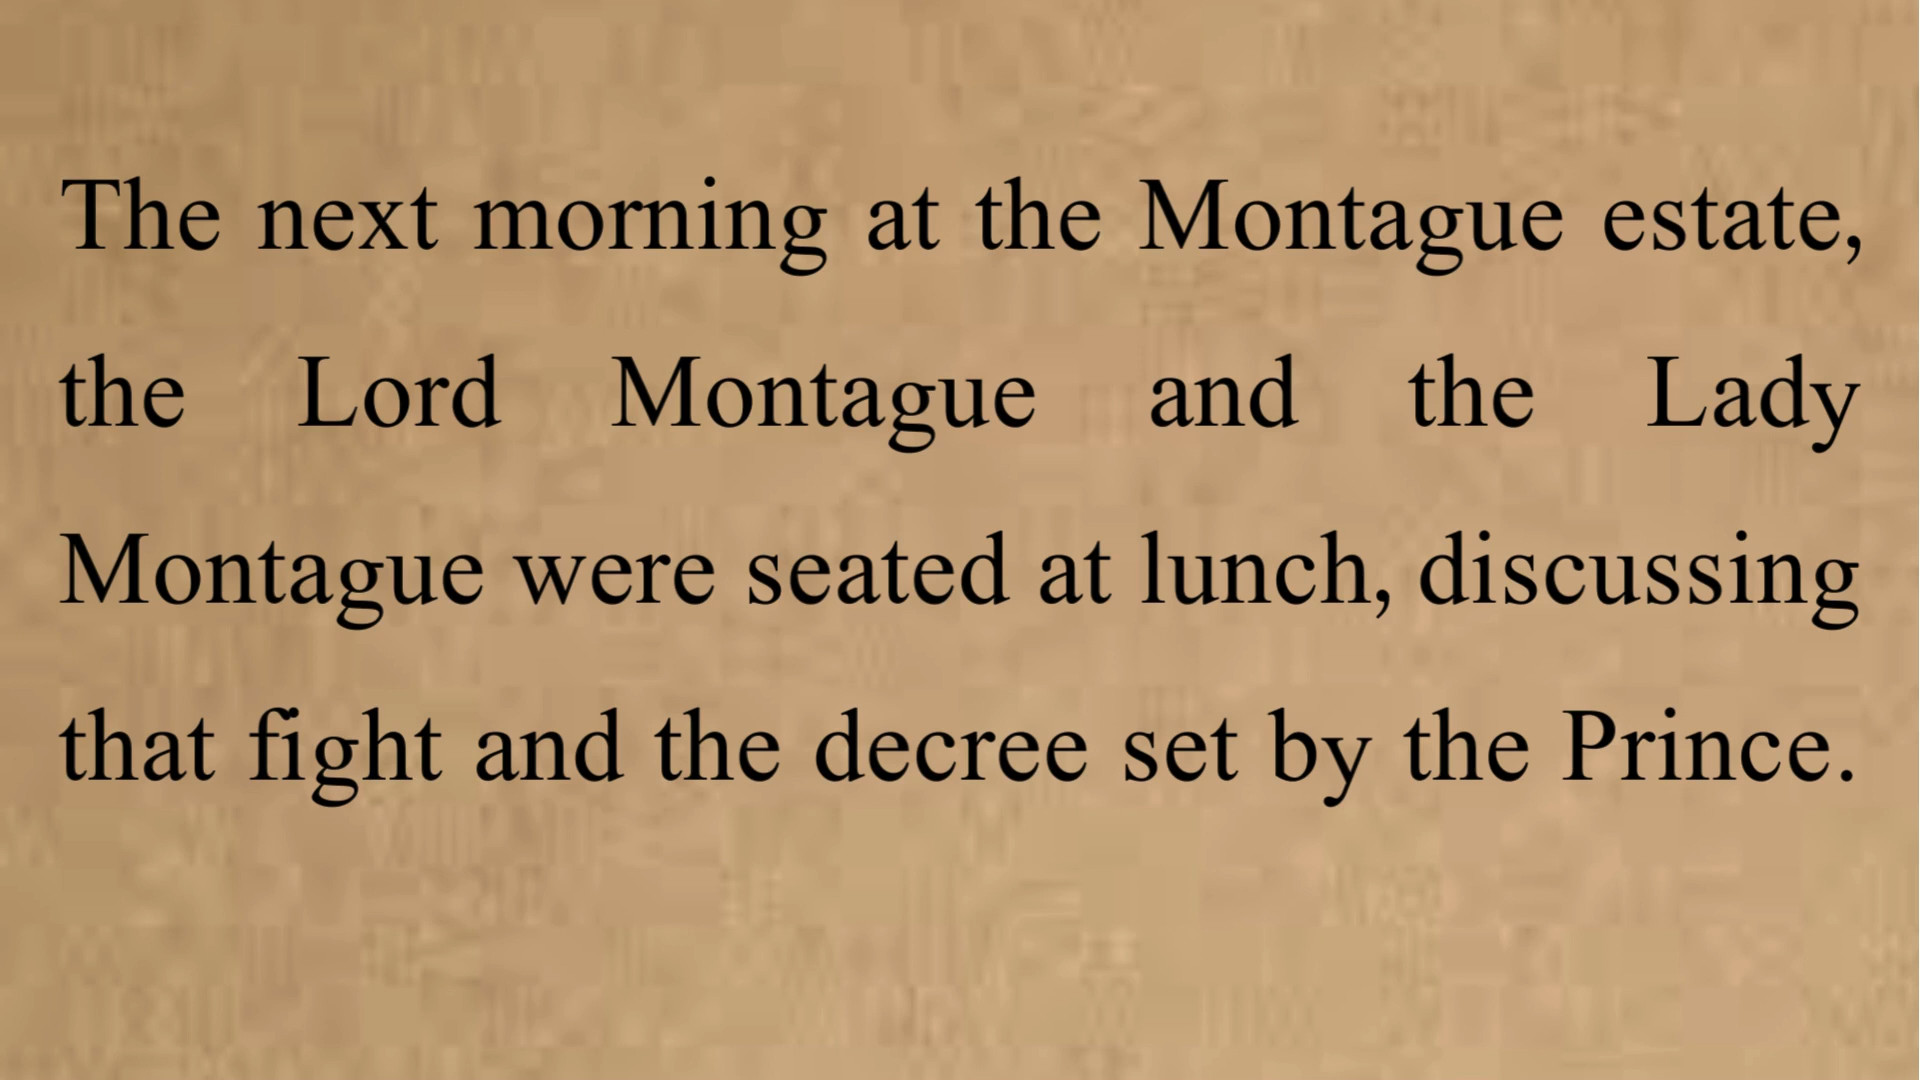 The next morning at the Montague estate,
the Lord Montague and the Lady
Montague were seated at lunch, discussing
that fight and the decree set by the Prince.